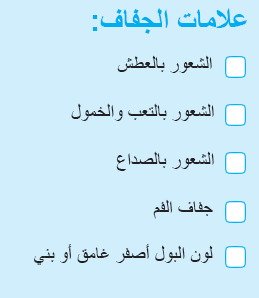 علامات الجفاف:
الشعور بالعطش
الشعور بالتعب والخمول
الشعور بالصداع
جفاف الفم
لون البول أصفر غامق أو بني